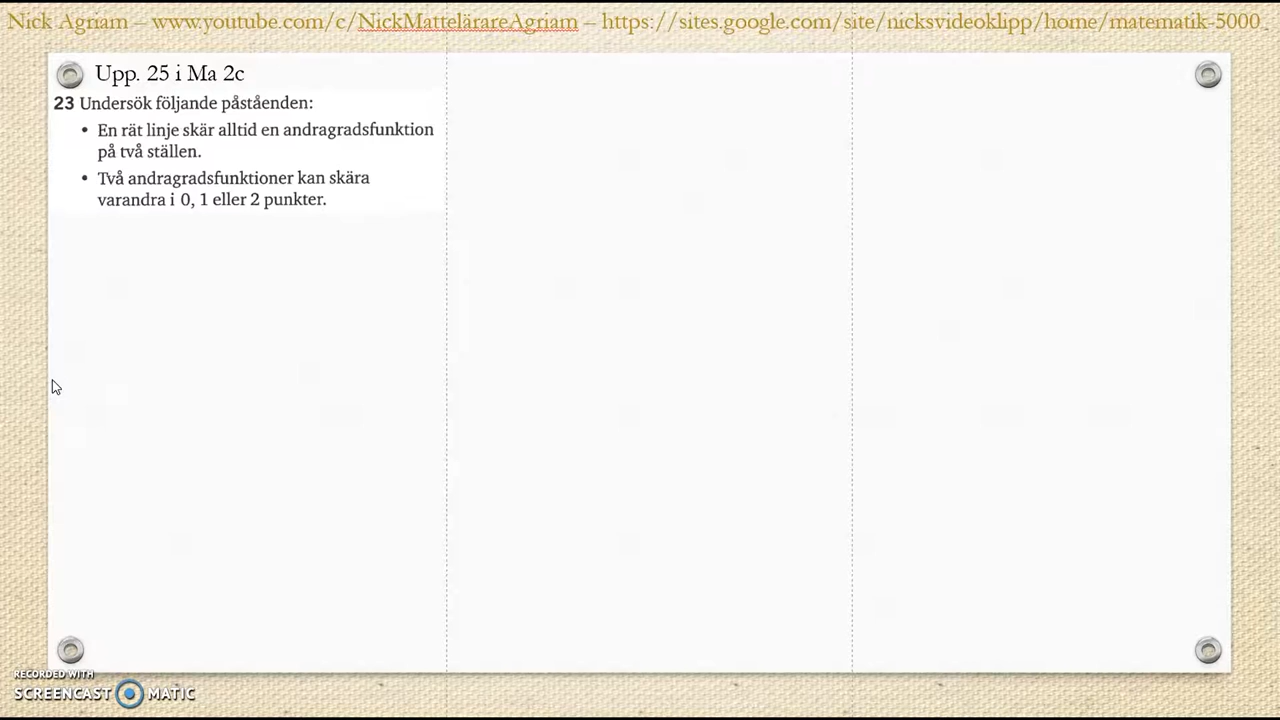 Nick Agriam – www.youtube.com/c/NickMattelärareAgriam – https://sites.google.com/site/nicksvideoklipp/home/matematik-5000
Upp. 25 i Ma 2c
23 Undersök följande påståenden:
• En rät linje skär alltid en andragradsfunktion
på två ställen.
• Två andragradsfunktioner kan skära
varandra i 0, 1 eller 2 punkter.
RECORDED WITH
SCREENCAST MATIC